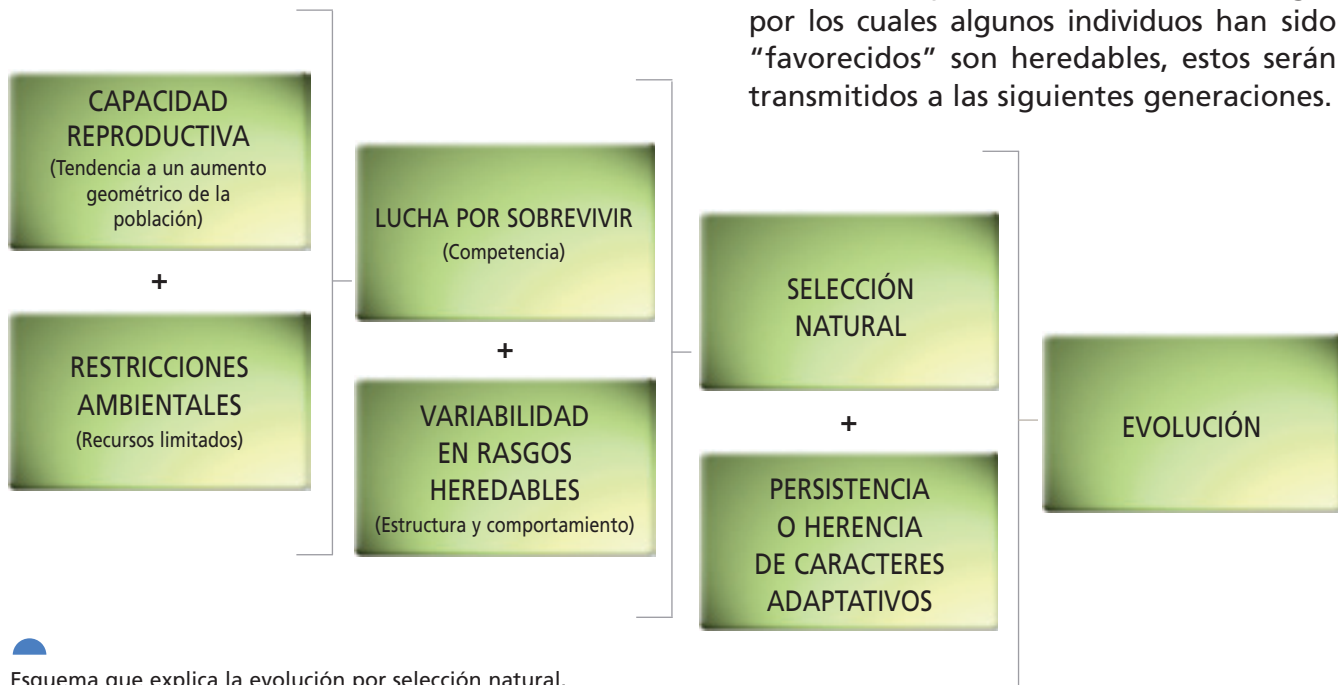 por los cuales algunos individuos han sido
“favorecidos” son heredables, estos serán
transmitidos a las siguientes generaciones.
CAPACIDAD
REPRODUCTIVA
(Tendencia a un aumento
geométrico de la
población)
+
RESTRICCIONES
AMBIENTALES
(Recursos limitados)
LUCHA POR SOBREVIVIR
(Competencia)
+
VARIABILIDAD
EN RASGOS
HEREDABLES
(Estructura y comportamiento)
SELECCIÓN
NATURAL
+
PERSISTENCIA
O HERENCIA
DE CARACTERES
ADAPTATIVOS
EVOLUCIÓN
Esquema que explica la evolución por selección natural.